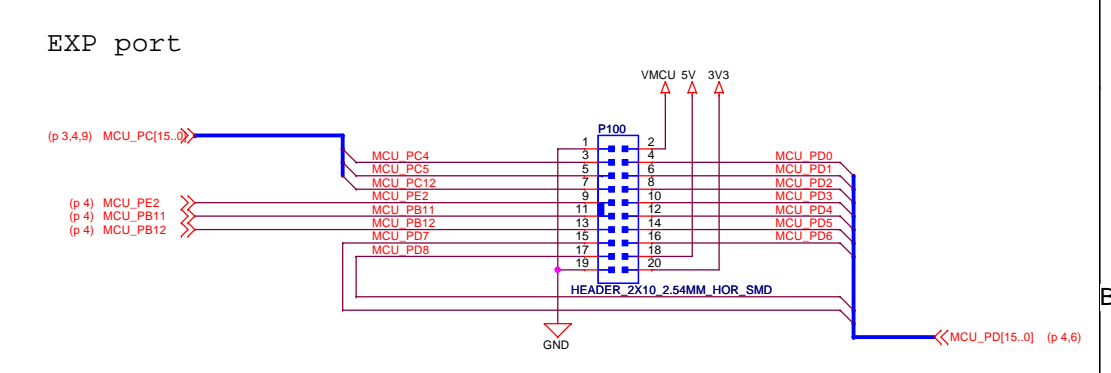 EXP port
VMCU 5V 3V3
(p 3,4,9) MCU_PC[15..0]
P100
1 2
MCU_PC4 3 4 MCU_PD0
MCU_PC5 5 6 MCU_PD1
MCU_PC12 7 8 MCU_PD2
(p 4) MCU_PE2 MCU_PE2 9 10 MCU_PD3
(p 4) MCU_PB11 MCU_PB11 11 12 MCU_PD4
(p 4) MCU_PB12 MCU_PB12 13 14 MCU_PD5
MCU_PD7 15 16 MCU_PD6
MCU_PD8 17 18
19 20
HEADER_2X10_2.54MM_HOR_SMD
B
GND
MCU_PD[15..0] (p 4,6)